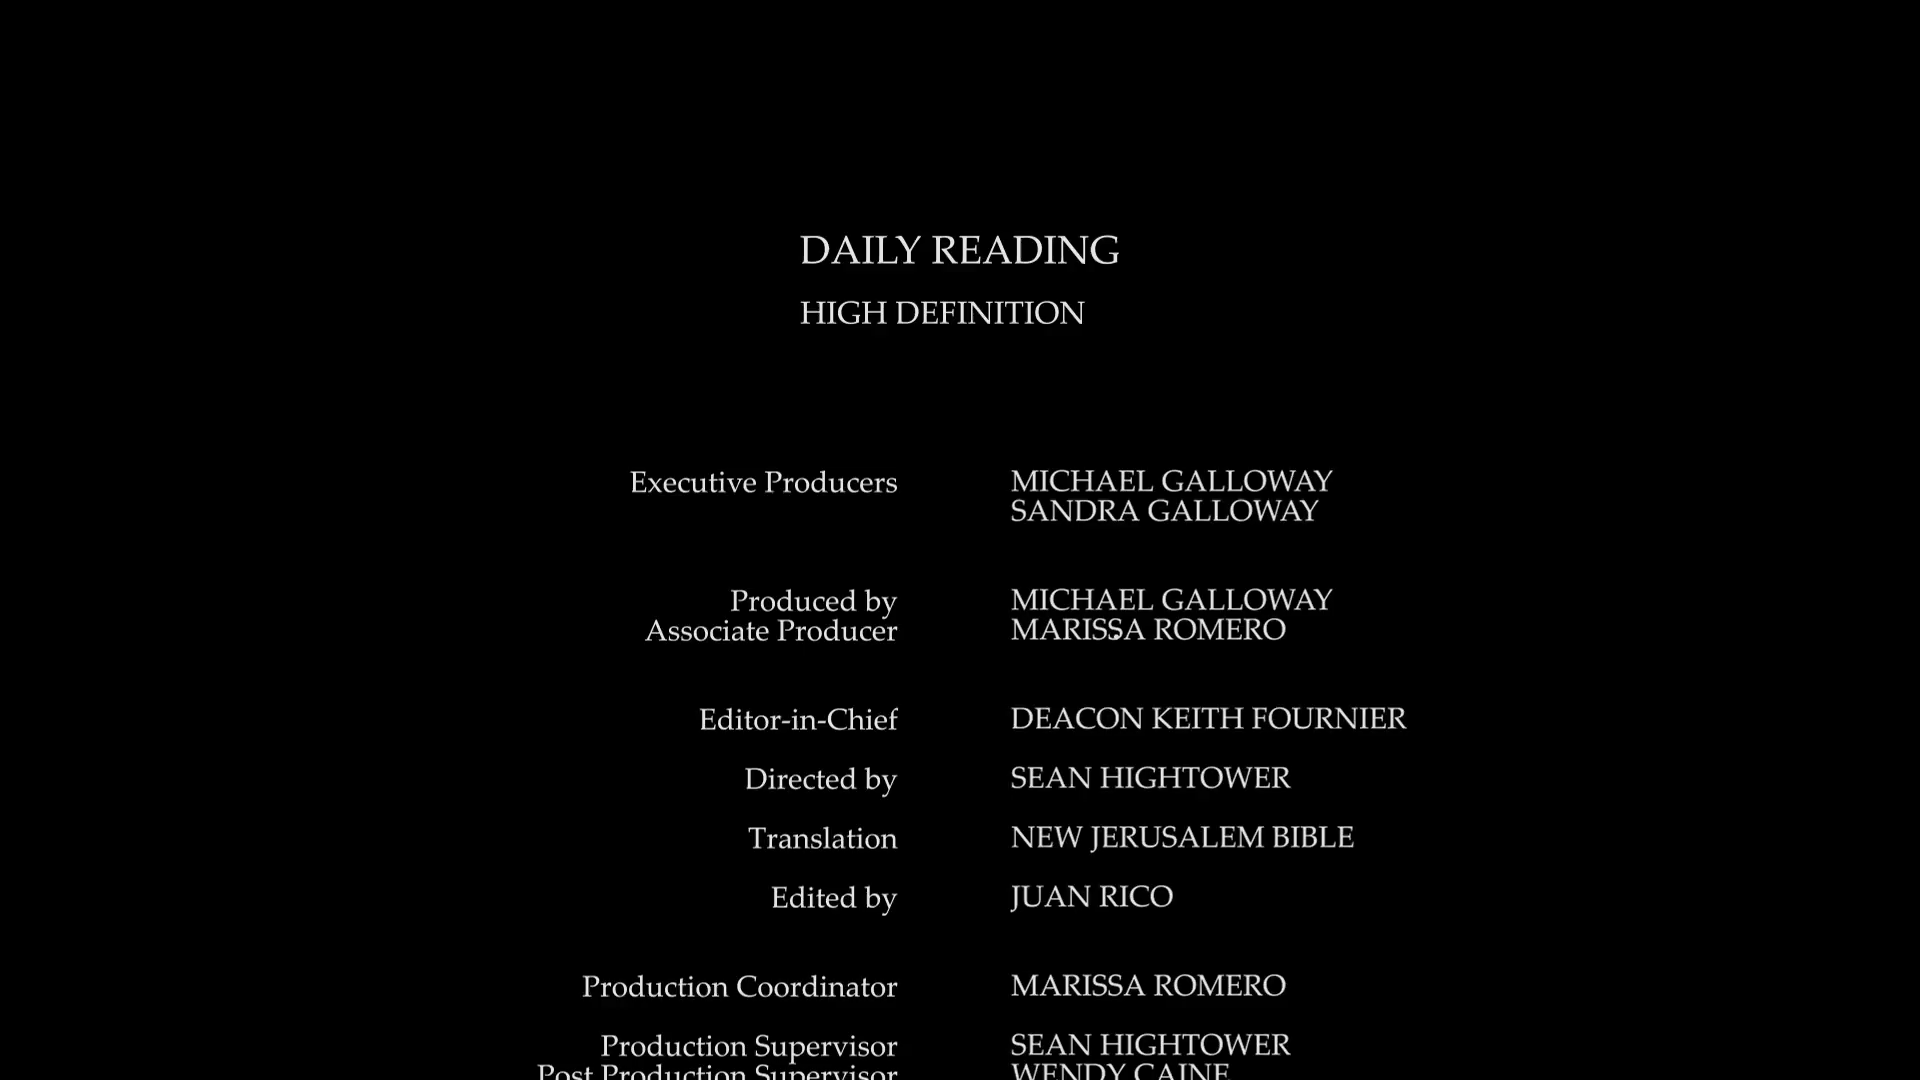 DAILY READING
HIGH DEFINITION
Executive Producers MICHAEL GALLOWAY
SANDRA GALLOWAY
Produced by MICHAEL GALLOWAY
Associate Producer MARISSA ROMERO
Editor-in-Chief DEACON KEITH FOURNIER
Directed by SEAN HIGHTOWER
Translation NEW JERUSALEM BIBLE
Edited by JUAN RICO
Production Coordinator MARISSA ROMERO
Production Supervisor SEAN HIGHTOWER
Post Production Supervisor WENDY CAINE